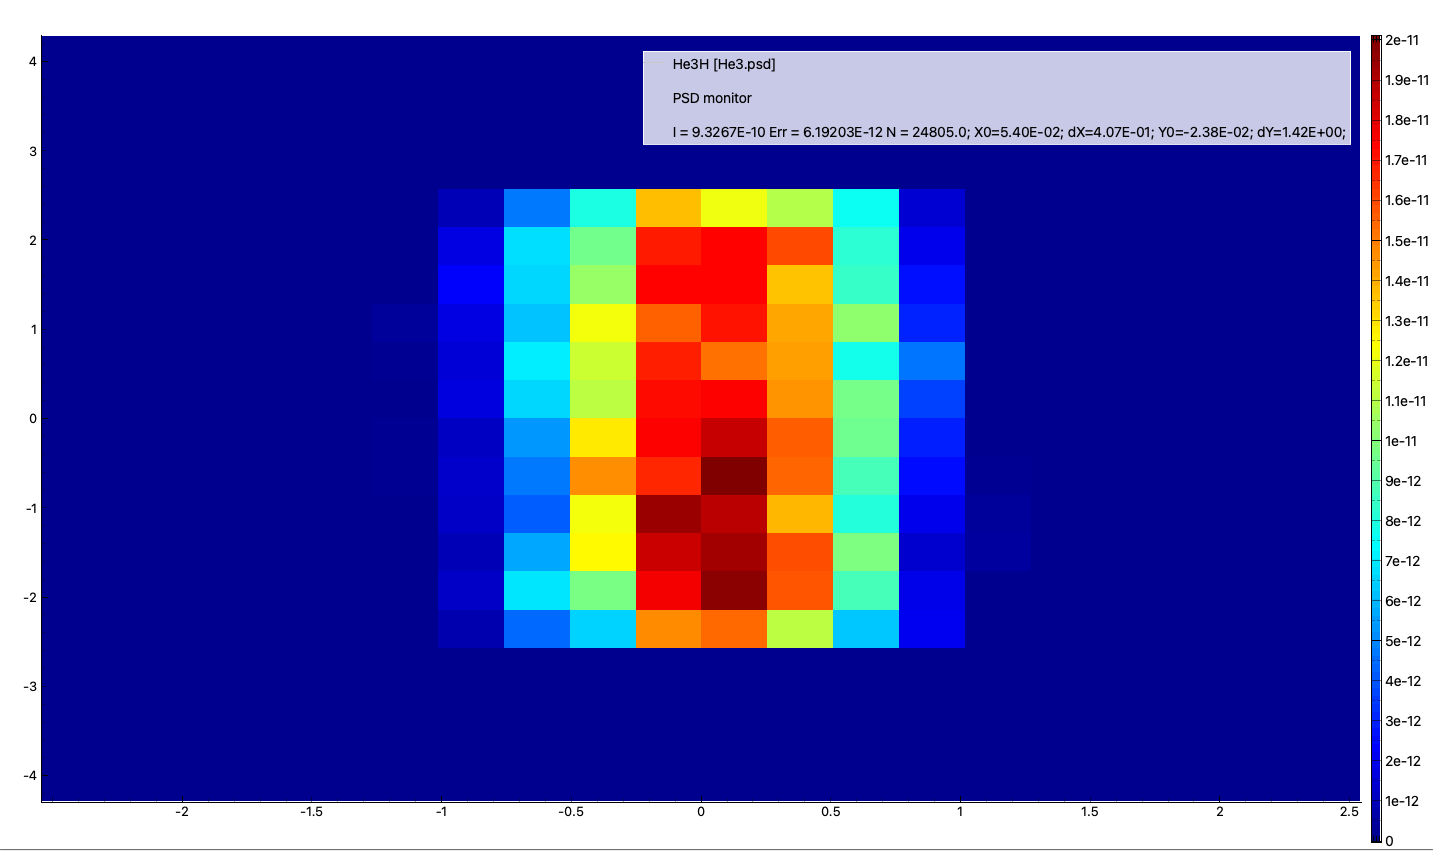 He3H [He3.psd]
PSD monitor
I = 9.3267E-10 Err = 6.19203E-12 N = 24805.0; X0=5.40E-02; dX=4.07E-01; Y0=-2.38E-02; dY=1.42E+00;
4
3
2
1
0
-1
-2
-3
-4
-2
-1.5
-1
-0.5
0
0.5
1
1.5
2
2.5
2e-11
1.9e-11
1.8e-11
1.7e-11
1.6e-11
1.5e-11
1.4e-11
1.3e-11
1.2e-11
1.1e-11
1e-11
9e-12
8e-12
7e-12
6e-12
5e-12
4e-12
3e-12
2e-12
1e-12
0